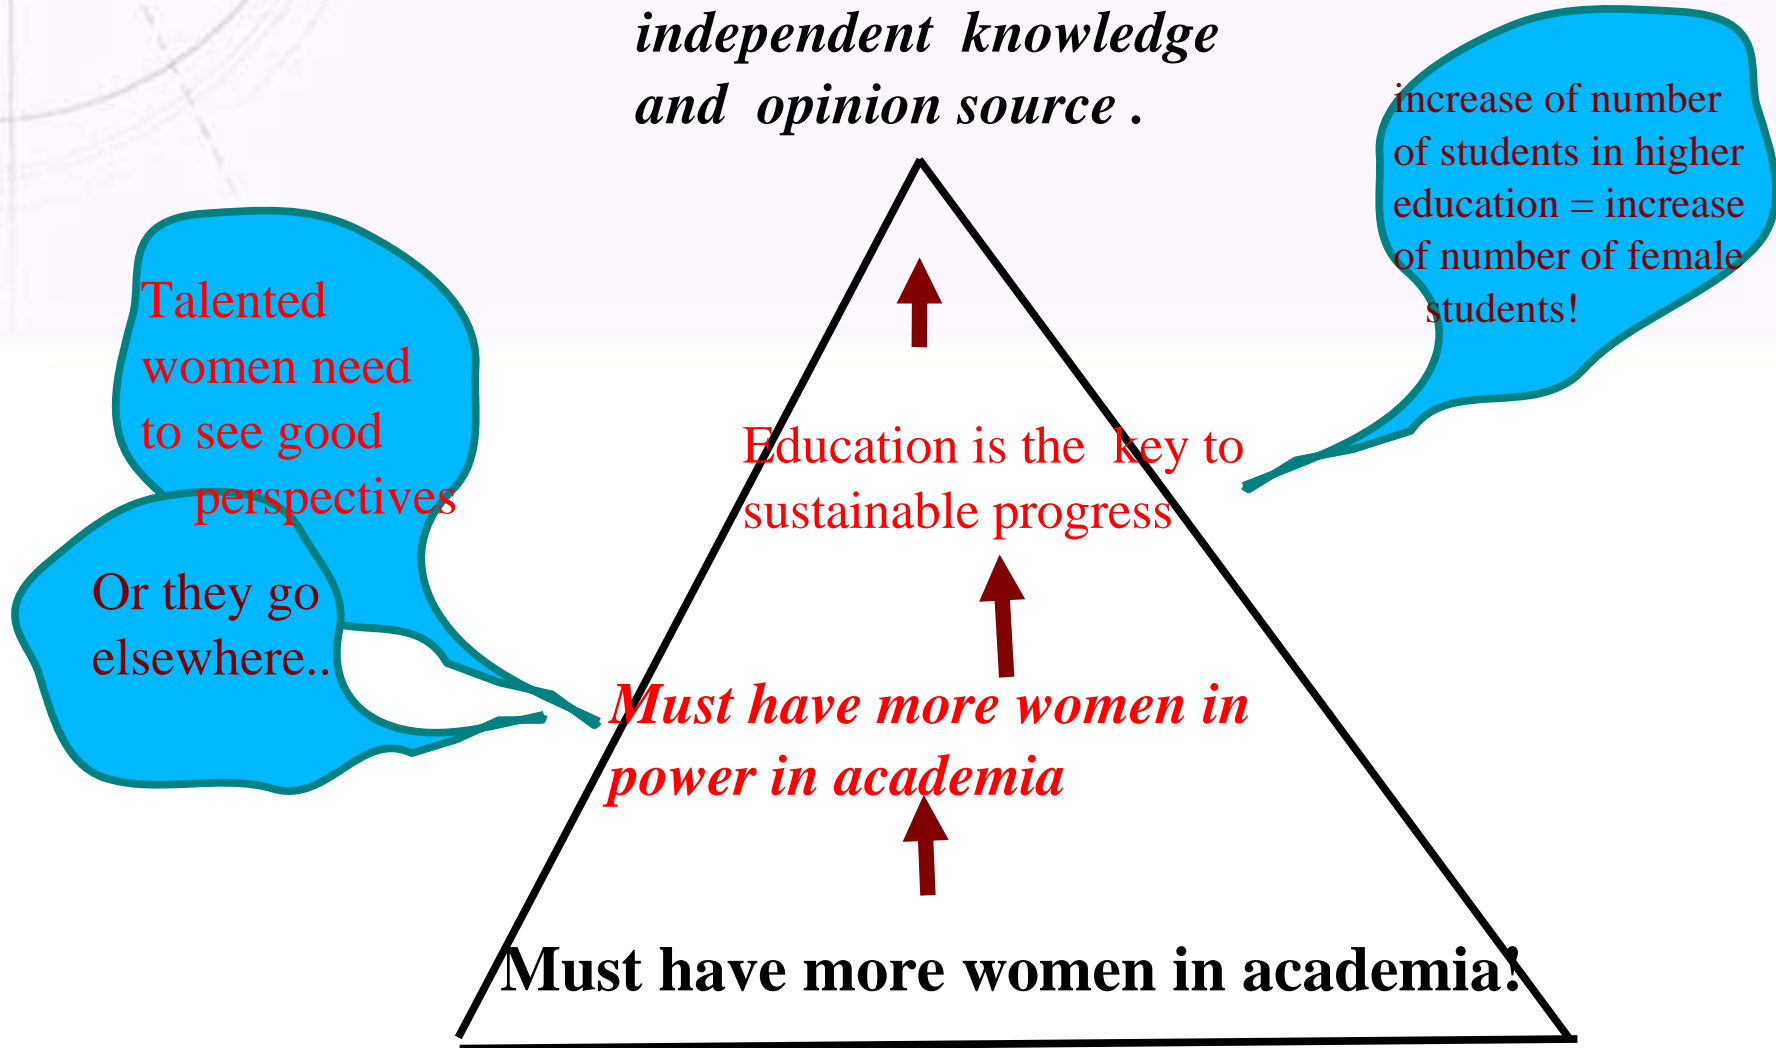 independent knowledge
and opinion source .
increase of number
of students in higher
education = increase
of number of female
students!
Talented
women need
to see good
perspectives
Or they go
elsewhere..
Education is the key to
sustainable progress
Must have more women in
power in academia
Must have more women in academia!